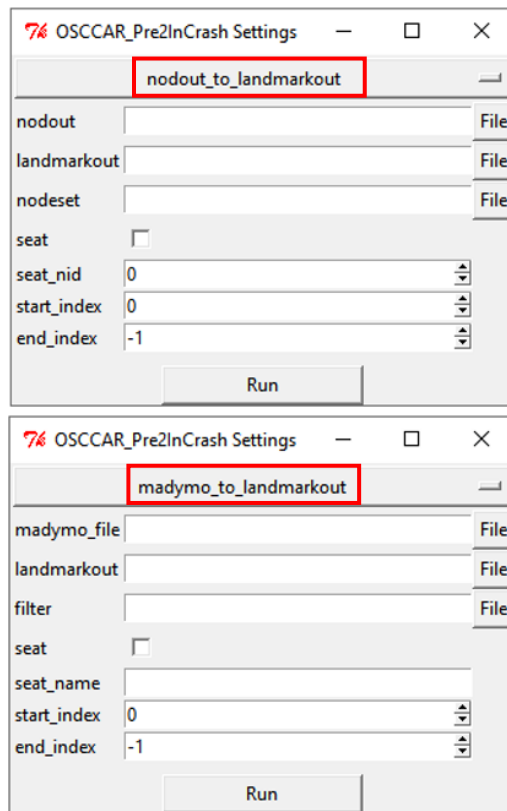 OSCCAR_Pre2InCrash Settings
nodout_to_landmarkout
nodout File
landmarkout File
nodeset File
seat
seat_nid 0
start_index 0
end_index -1
Run
OSCCAR_Pre2InCrash Settings
madymo_to_landmarkout
madymo_file File
landmarkout File
filter File
seat
seat_name
start_index 0
end_index -1
Run